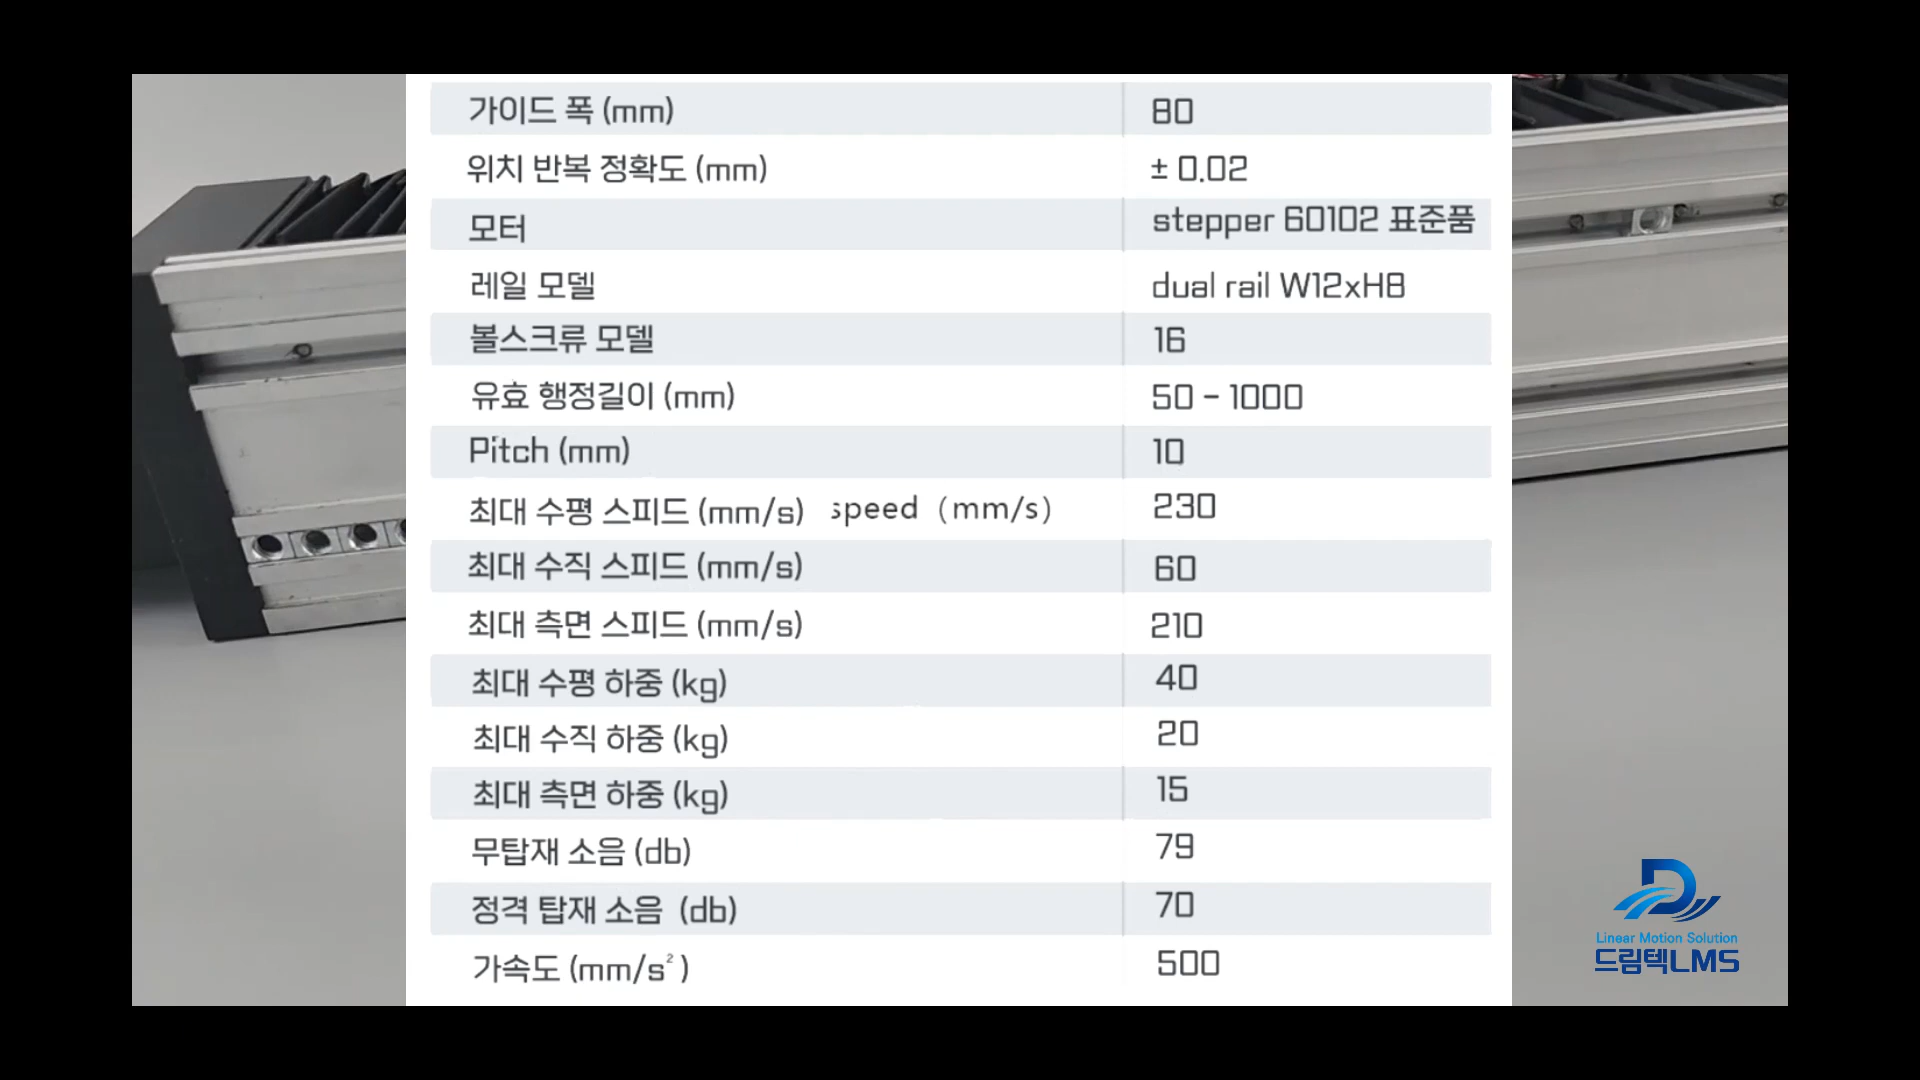 가이드 폭 (mm) 80
위치 반복 정확도 (mm) ± 0.02
모터 stepper 60102 표준품
레일 모델 dual rail W12xH8
볼스크류 모델 16
유효 행정길이 (mm) 50 - 1000
Pitch (mm) 10
최대 수평 스피드 (mm/s) speed (mm/s) 230
최대 수직 스피드 (mm/s) 60
최대 측면 스피드 (mm/s) 210
최대 수평 하중 (kg) 40
최대 수직 하중 (kg) 20
최대 측면 하중 (kg) 15
무탑재 소음 (db) 79
정격 탑재 소음 (db) 70
가속도 (mm/s²) 500
Linear Motion Solution
드림텍LMS